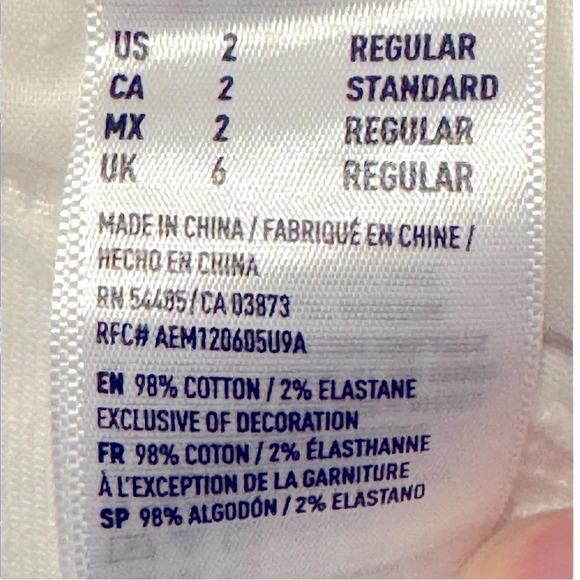 US 2 REGULAR
CA 2 STANDARD
MX 2 REGULAR
UK 6 REGULAR
MADE IN CHINA / FABRIQUÉ EN CHINE /
HECHO EN CHINA
RN 54485/CA 03873
RFC# AEM120605U9A
EN 98% COTTON / 2% ELASTANE
EXCLUSIVE OF DECORATION
FR 98% COTON / 2% ÉLASTHANNE
À L'EXCEPTION DE LA GARNITURE
SP 98% ALGODÓN / 2% ELASTANO